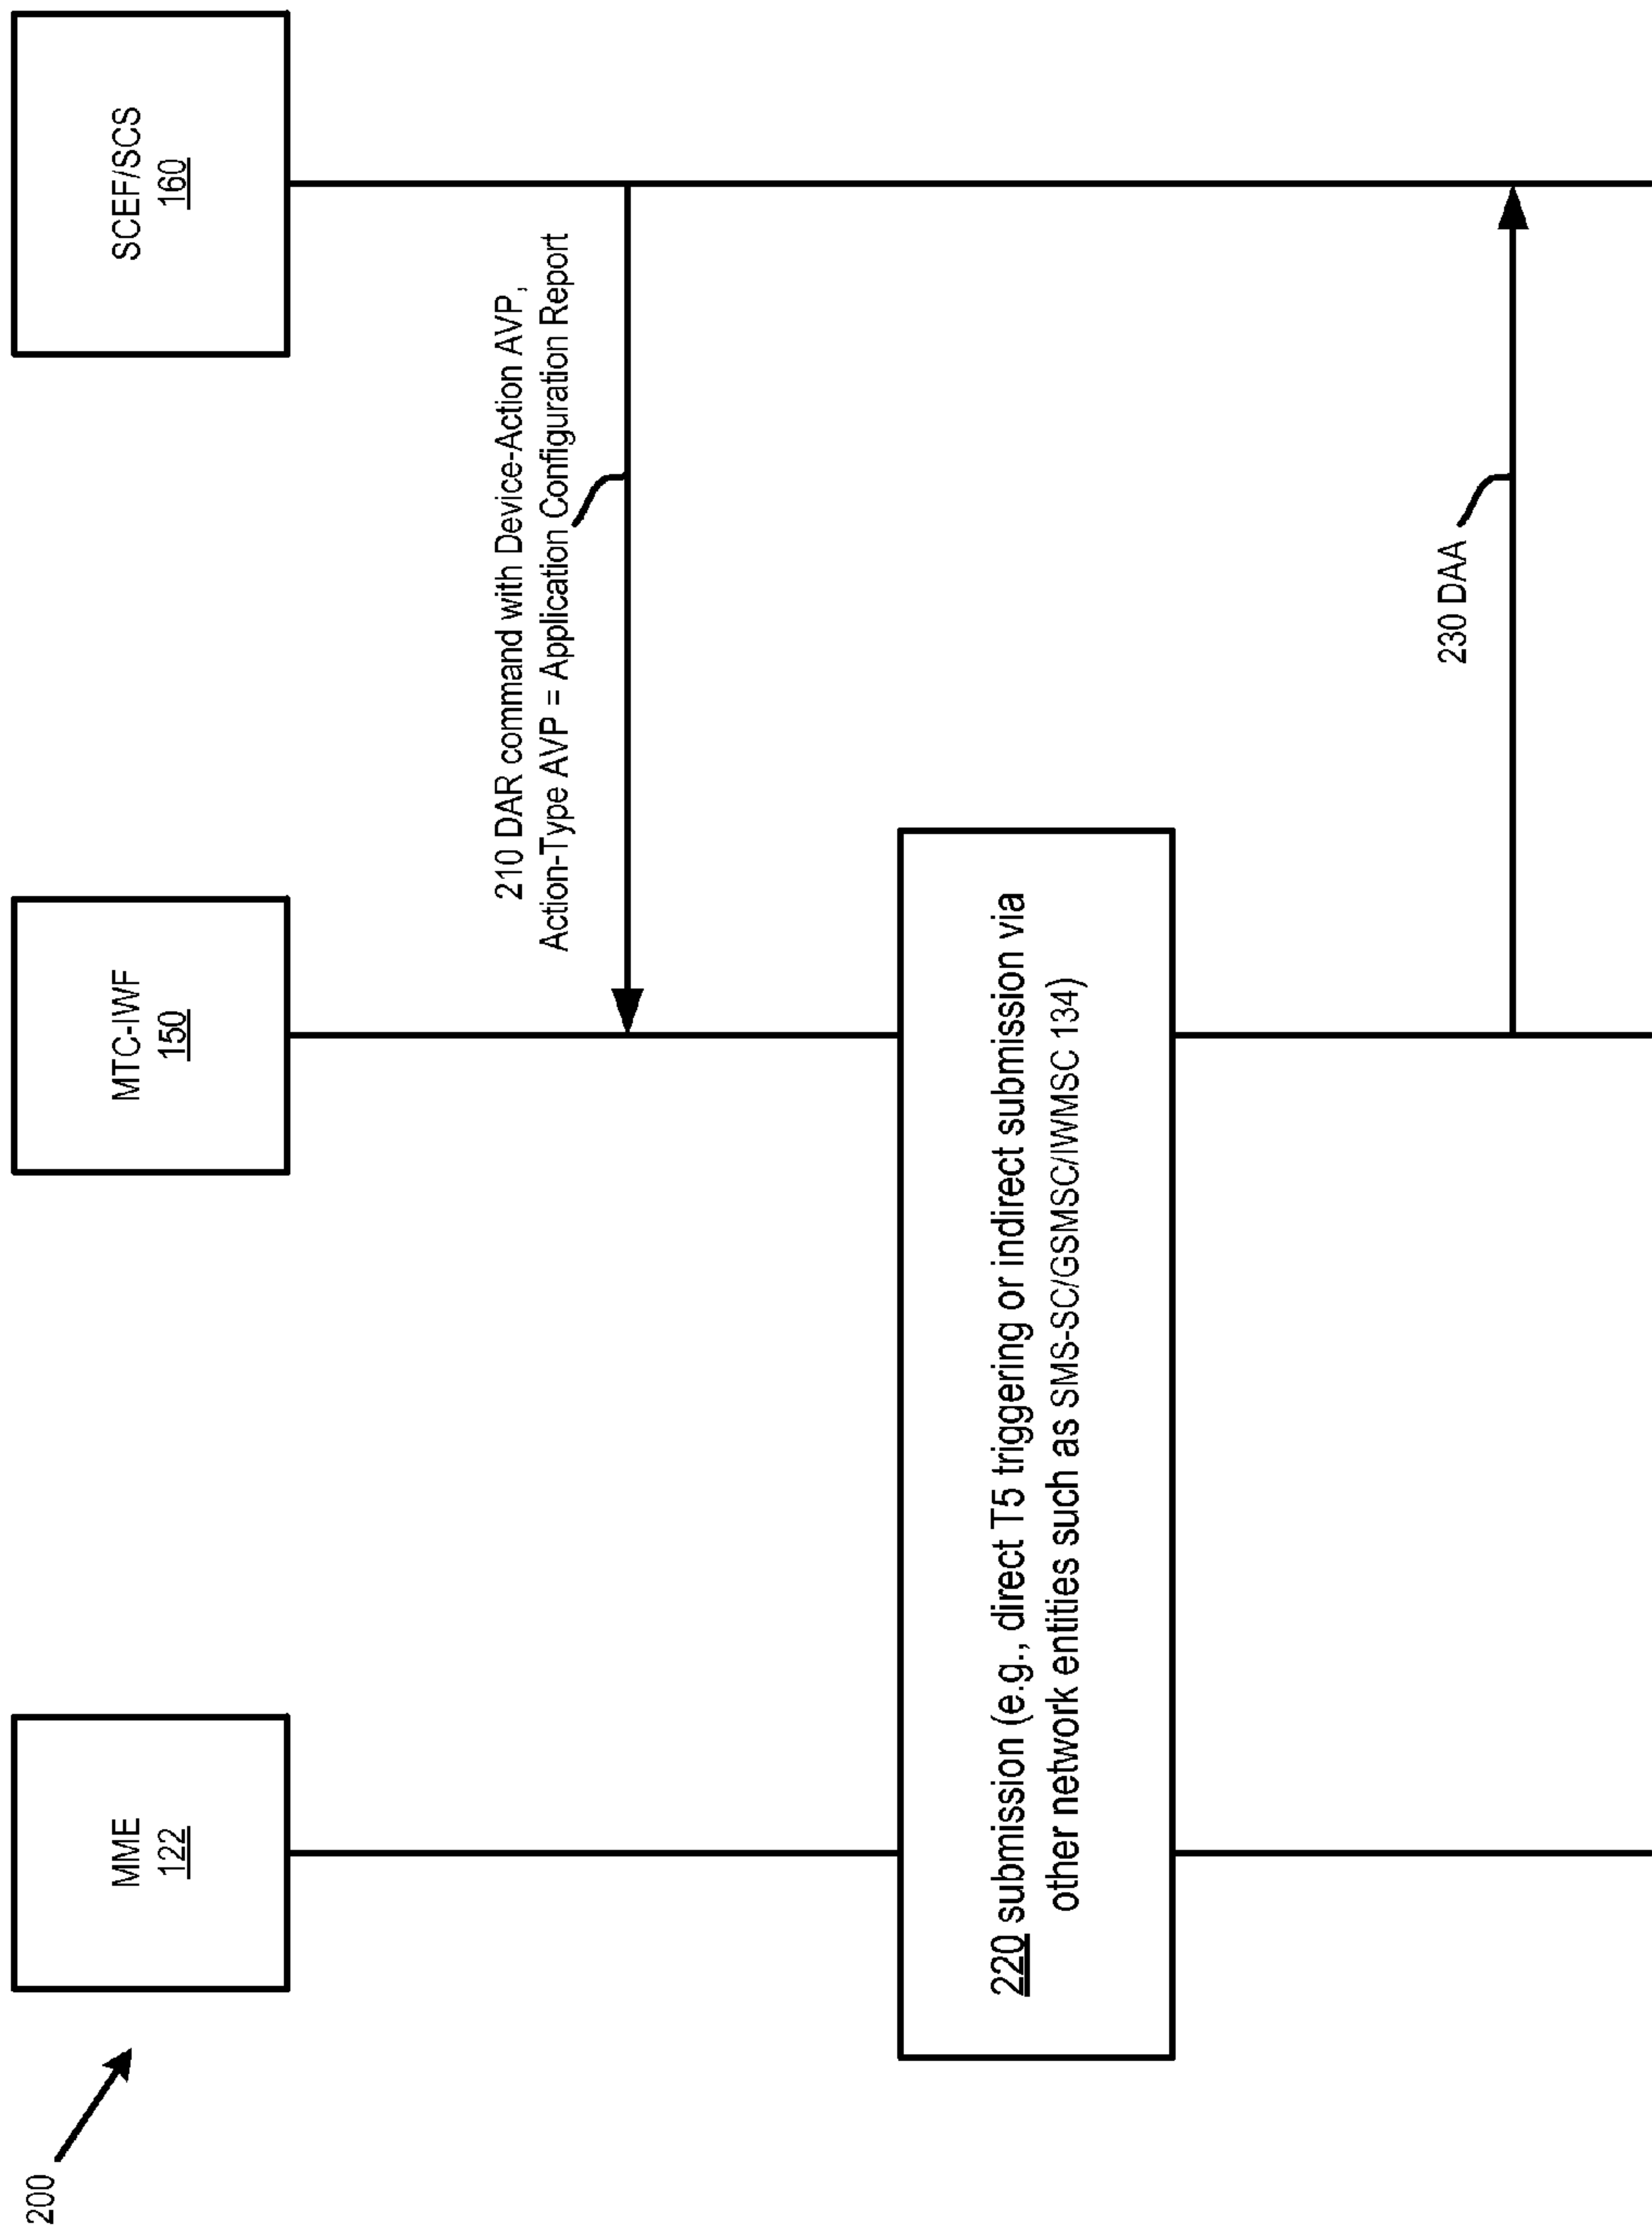 200
MME
122
MTC-IWF
150
SCEF/SCS
160
210 DAR command with Device-Action AVP,
Action-Type AVP = Application Configuration Report
220 submission (e.g., direct T5 triggering or indirect submission via
other network entities such as SMS-SC/GSMSC/IWMSC 134)
230 DAA